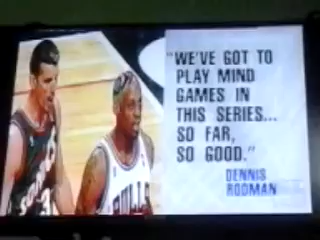 "WE'VE GOT TO
PLAY MIND
GAMES IN
THIS SERIES...
SO FAR,
SO GOOD."
DENNIS
RODMAN
BULLS